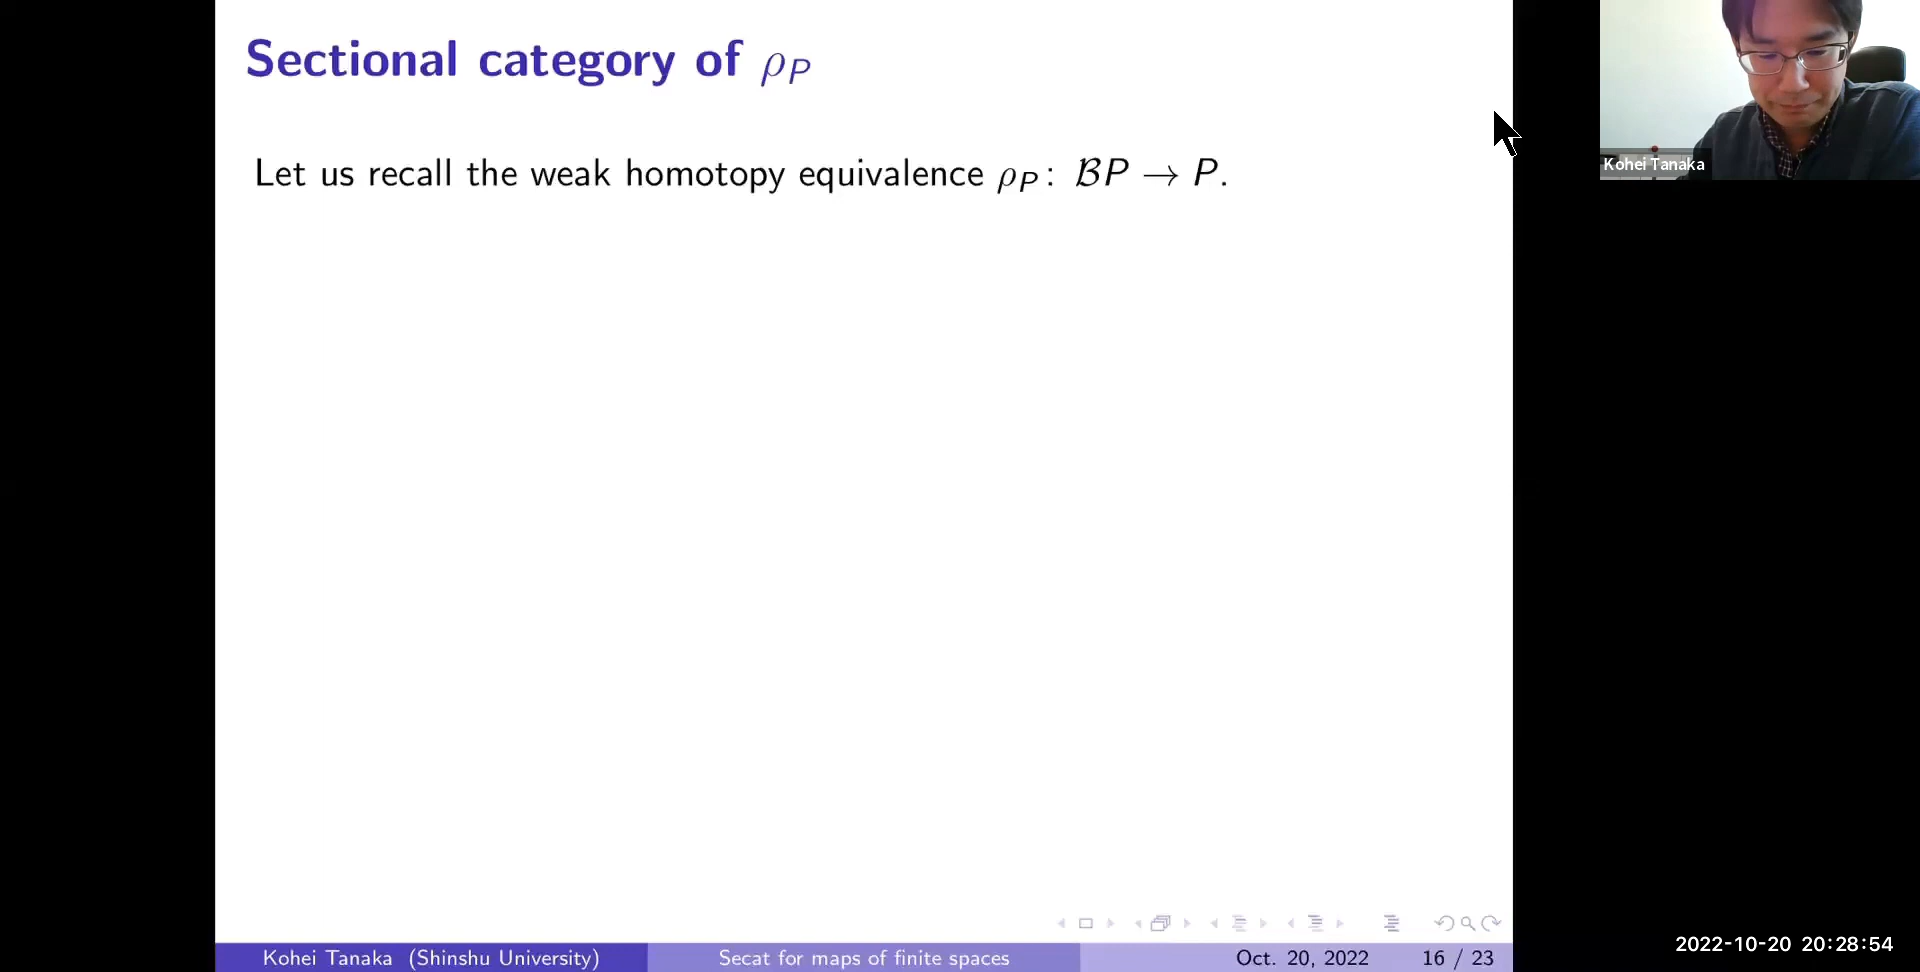 Sectional category of ρ_P
Let us recall the weak homotopy equivalence ρ_P : ℬP → P.
Kohei Tanaka
Kohei Tanaka (Shinshu University)
Secat for maps of finite spaces
Oct. 20, 2022
16 / 23
2022-10-20 20:28:54